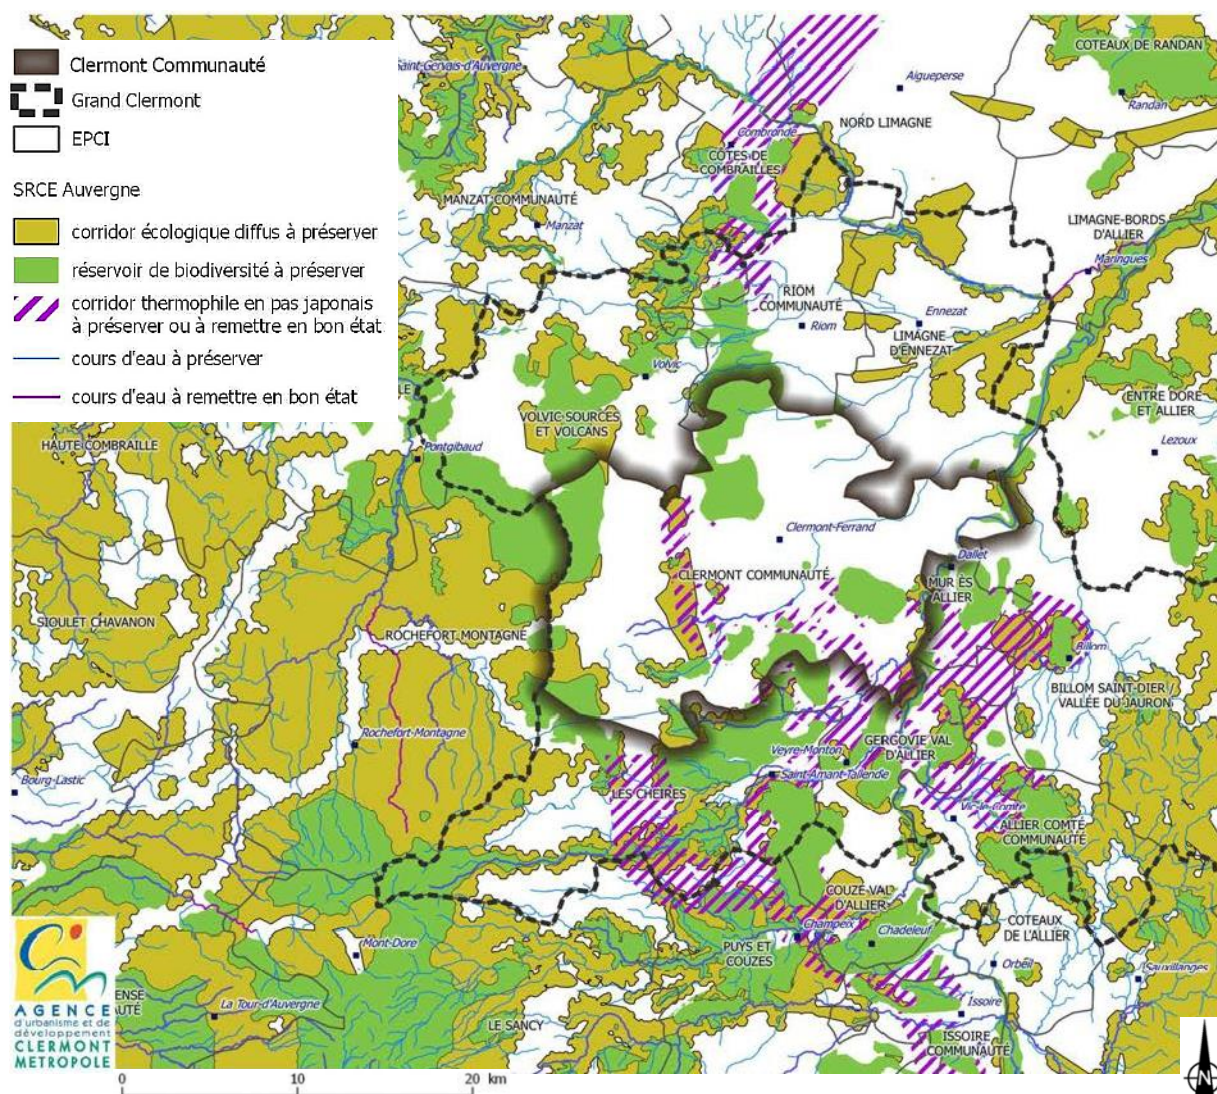 Clermont Communauté
Grand Clermont
EPCI
SRCE Auvergne
corridor écologique diffus à préserver
réservoir de biodiversité à préserver
corridor thermophile en pas japonais
à préserver ou à remettre en bon état
cours d'eau à préserver
cours d'eau à remettre en bon état
Saint-Gervais-d'Auvergne
COTEAUX DE RANDAN
Aigueperse
Randan
NORD LIMAGNE
Combronde
CÔTES DE
COMBRAILLES
MANZAT COMMUNAUTÉ
Manzat
LIMAGNE-BORDS
D'ALLIER
Maringues
RIOM
COMMUNAUTÉ
Riom
Ennezat
LIMAGNE
D'ENNEZAT
Volvic
ENTRE DORE
ET ALLIER
Lezoux
VOLVIC SOURCES
ET VOLCANS
HAUTE COMBRAILLE
Pontgibaud
Clermont-Ferrand
CLERMONT COMMUNAUTÉ
Dallet
MUR ÈS
ALLIER
SIOULET CHAVANON
ROCHEFORT MONTAGNE
Billom
BILLOM SAINT-DIER /
VALLÉE DU JAURON
Rochefort-Montagne
GERGOVIE VAL
D'ALLIER
Veyre-Monton
Saint-Amant-Tallende
Bourg-Lastic
LES CHEIRES
Vic-le-Comte
ALLIER COMTÉ
COMMUNAUTÉ
COUZE VAL
D'ALLIER
Champeix
Chadeleuf
COTEAUX
DE L'ALLIER
PUYS ET
COUZES
Mont-Dore
Orbeil
Sauxillanges
La Tour-d'Auvergne
Issoire
LE SANCY
ISSOIRE
COMMUNAUTÉ
AGENCE
d'urbanisme et de
développement
CLERMONT
METROPOLE
0 10 20 km
N